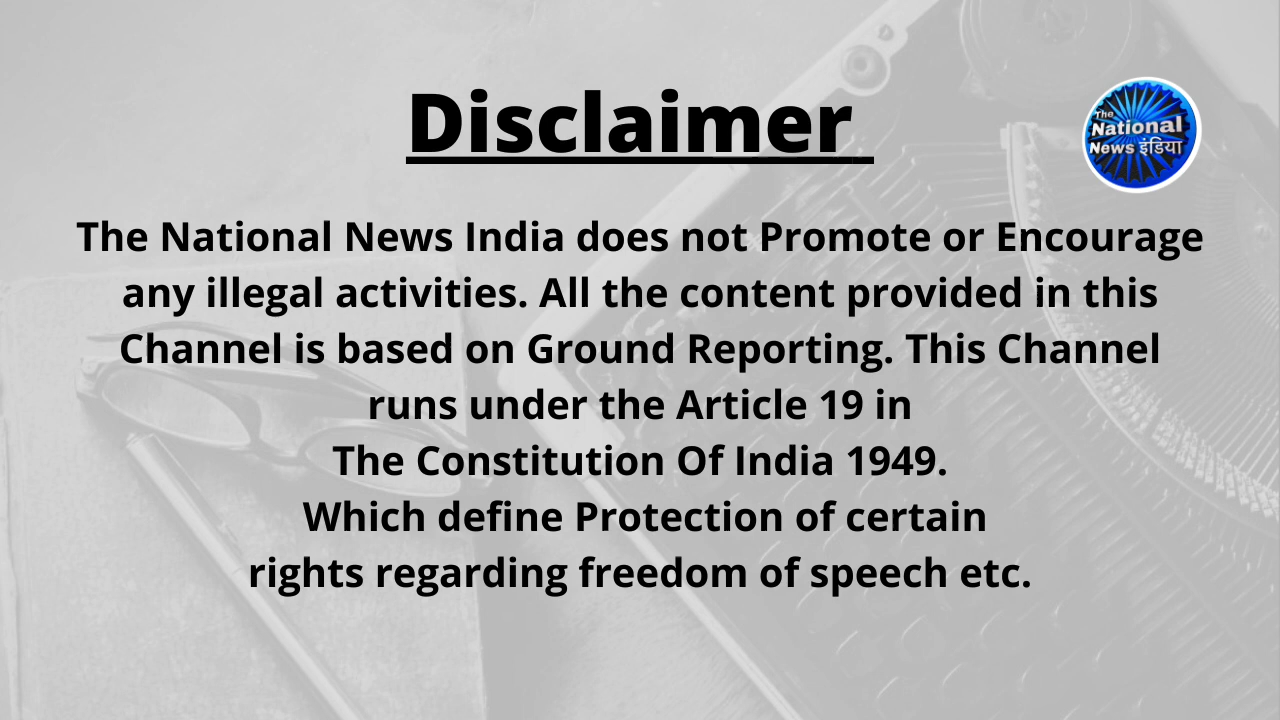 Disclaimer
The
National
News इंडिया
The National News India does not Promote or Encourage
any illegal activities. All the content provided in this
Channel is based on Ground Reporting. This Channel
runs under the Article 19 in
The Constitution Of India 1949.
Which define Protection of certain
rights regarding freedom of speech etc.